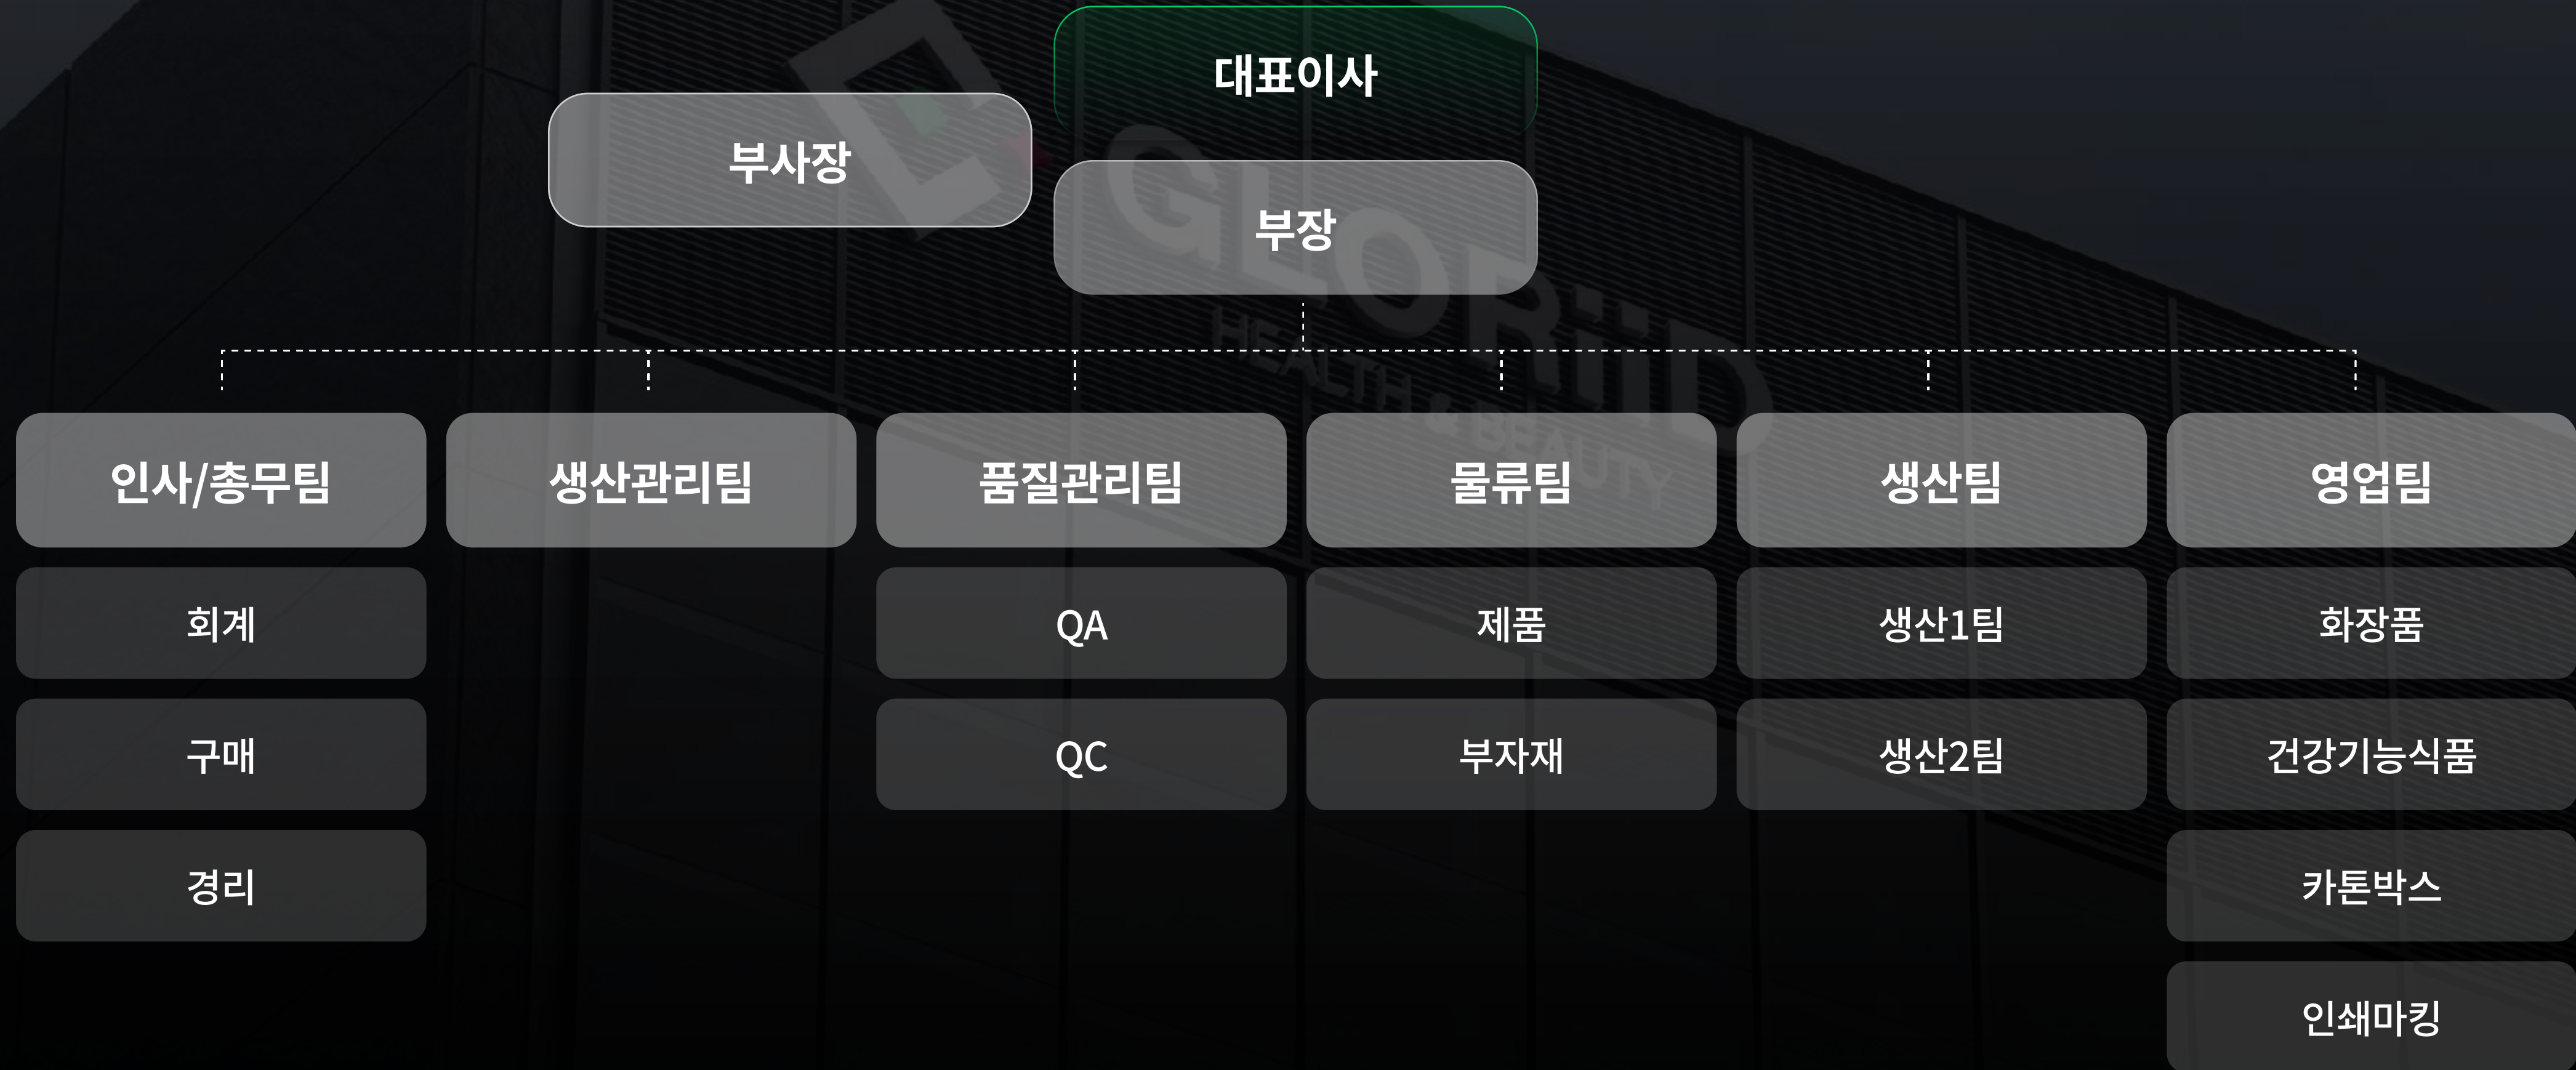 대표이사
부사장
부장
GLORiiD
HEALTH & BEAUTY
인사/총무팀
생산관리팀
품질관리팀
물류팀
생산팀
영업팀
회계
QA
제품
생산1팀
화장품
구매
QC
부자재
생산2팀
건강기능식품
경리
카톤박스
인쇄마킹